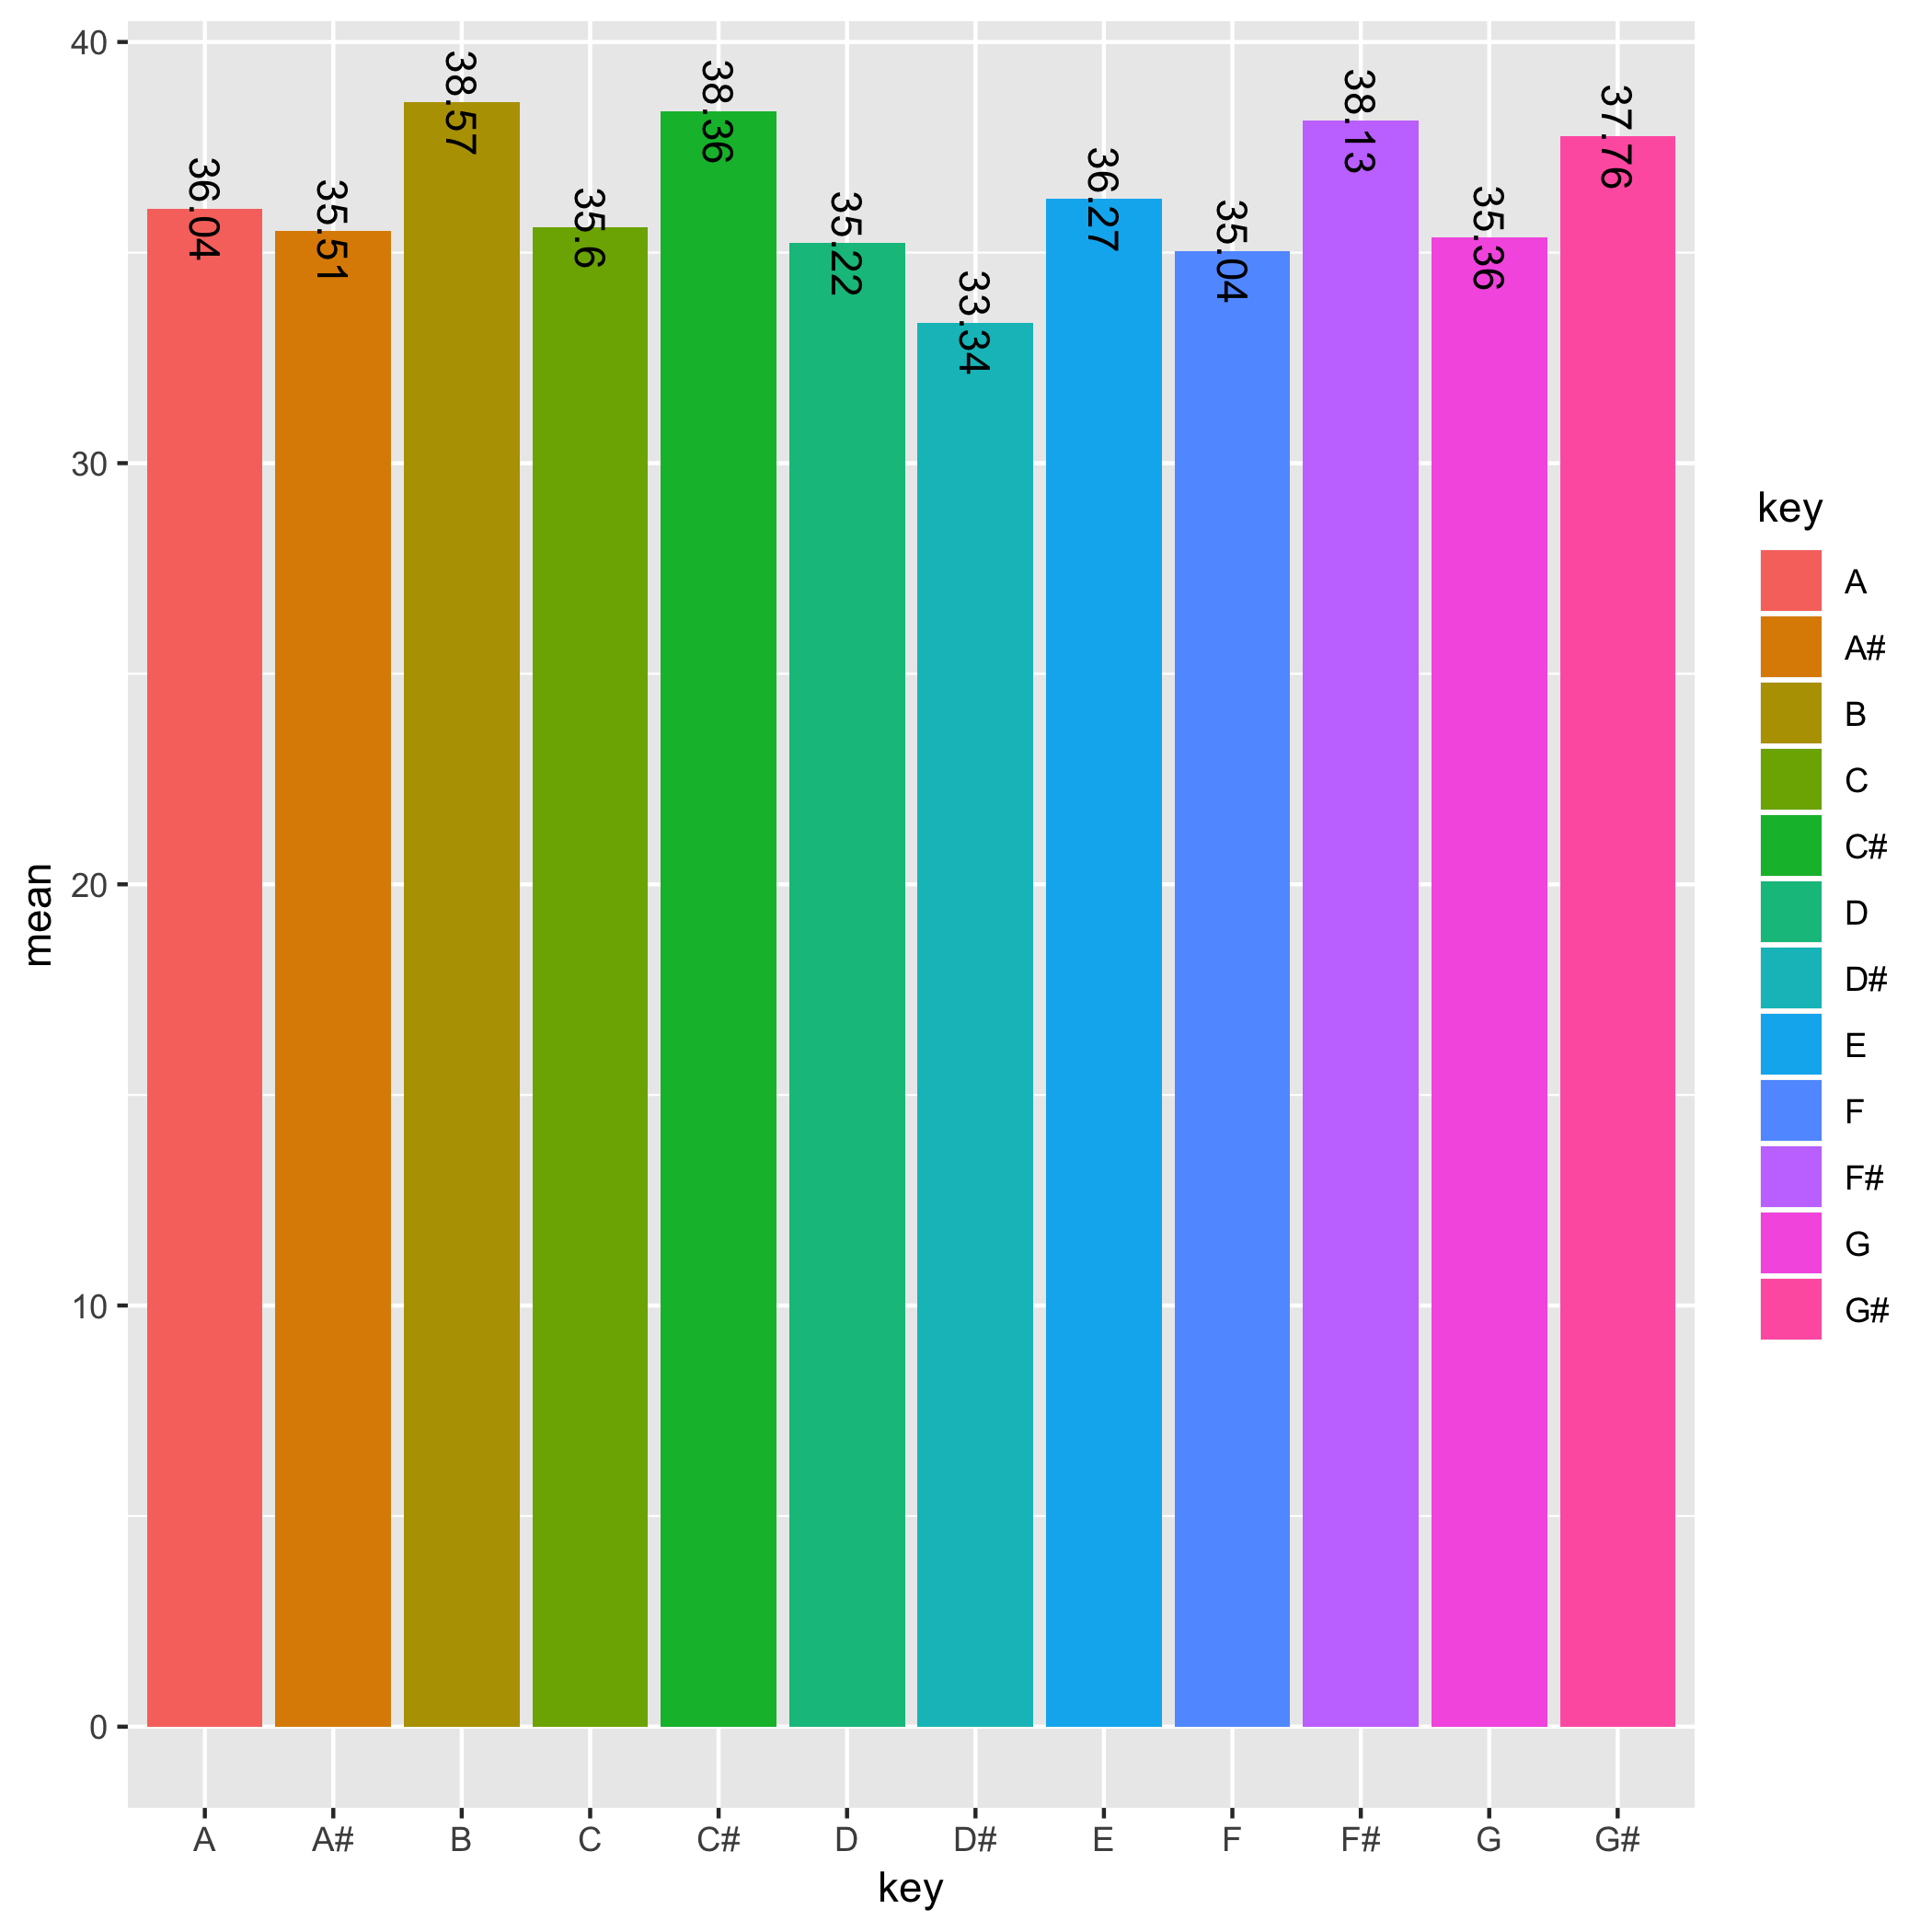 40
30
20
10
0
mean
36.04
35.51
38.57
35.6
38.36
35.22
33.34
36.27
35.04
38.13
35.36
37.76
A A# B C C# D D# E F F# G G#
key
key
A
A#
B
C
C#
D
D#
E
F
F#
G
G#